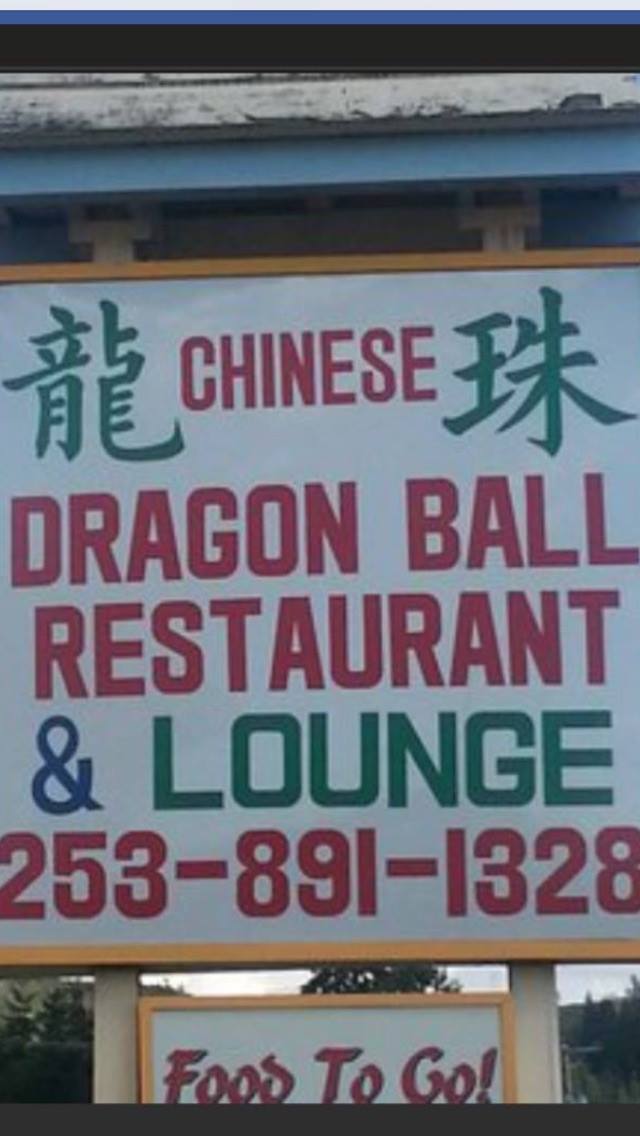 龍 CHINESE 珠
DRAGON BALL
RESTAURANT
& LOUNGE
253-891-1328
Food To Go!